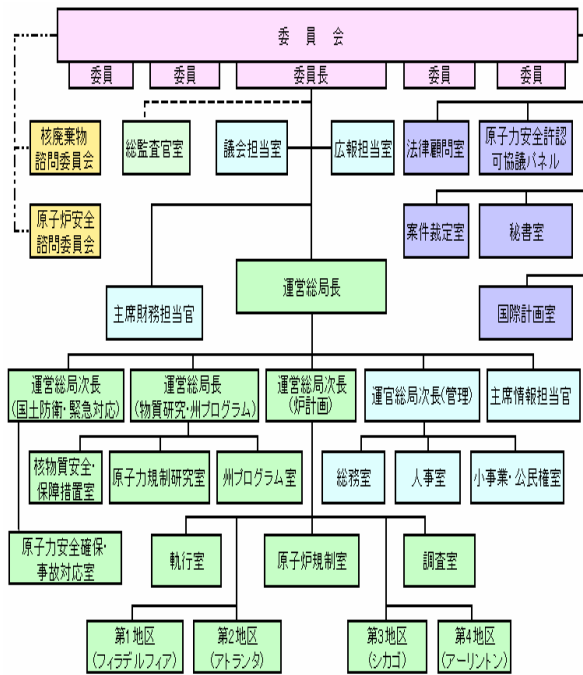 委員会
委員
委員
委員長
委員
委員
核廃棄物
諮問委員会
総監査官室
議会担当室
広報担当室
法律顧問室
原子力安全許認
可協議パネル
原子炉安全
諮問委員会
案件裁定室
秘書室
運営総局長
主席財務担当官
国際計画室
運営総局次長
(国土防衛・緊急対応)
運営総局長
(物質研究・州プログラム)
運営総局次長
(炉計画)
運官総局次長(管理)
主席情報担当官
核物質安全・
保障措置室
原子力規制研究室
州プログラム室
総務室
人事室
小事業・公民権室
原子力安全確保・
事故対応室
執行室
原子炉規制室
調査室
第1地区
(フィラデルフィア)
第2地区
(アトランタ)
第3地区
(シカゴ)
第4地区
(アーリントン)